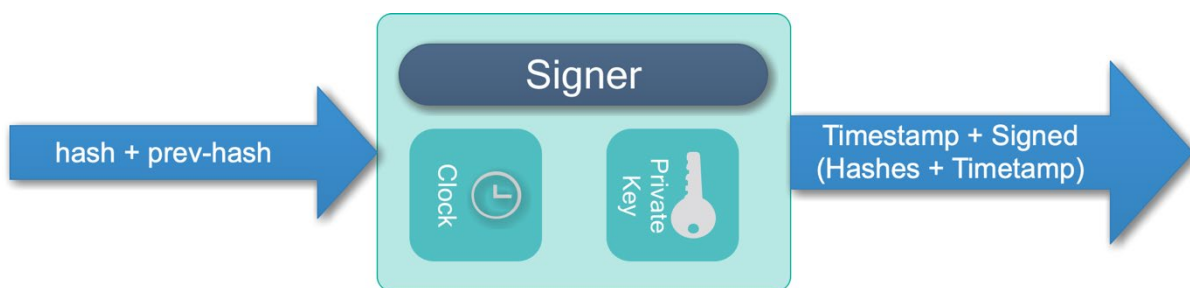 hash + prev-hash
Signer
Clock
Private
Key
Timestamp + Signed
(Hashes + Timetamp)